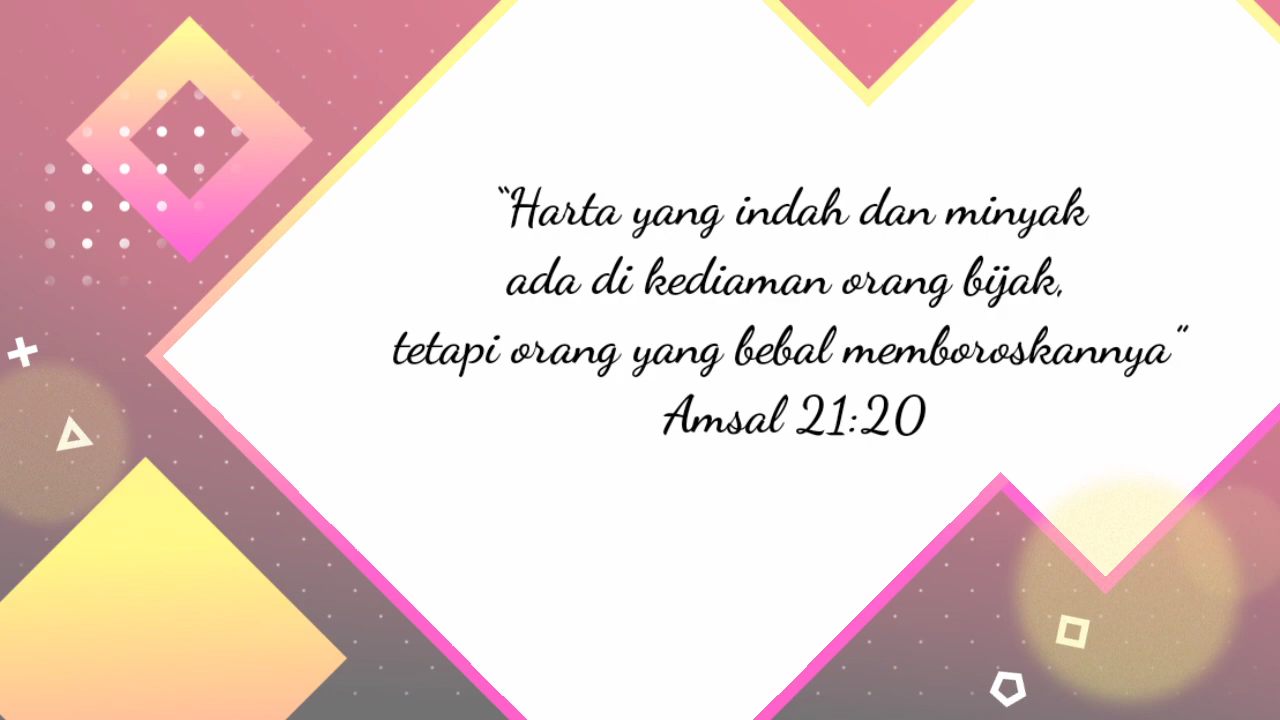 “Harta yang indah dan minyak
ada di kediaman orang bijak,
tetapi orang yang bebal memboroskannya”
Amsal 21:20